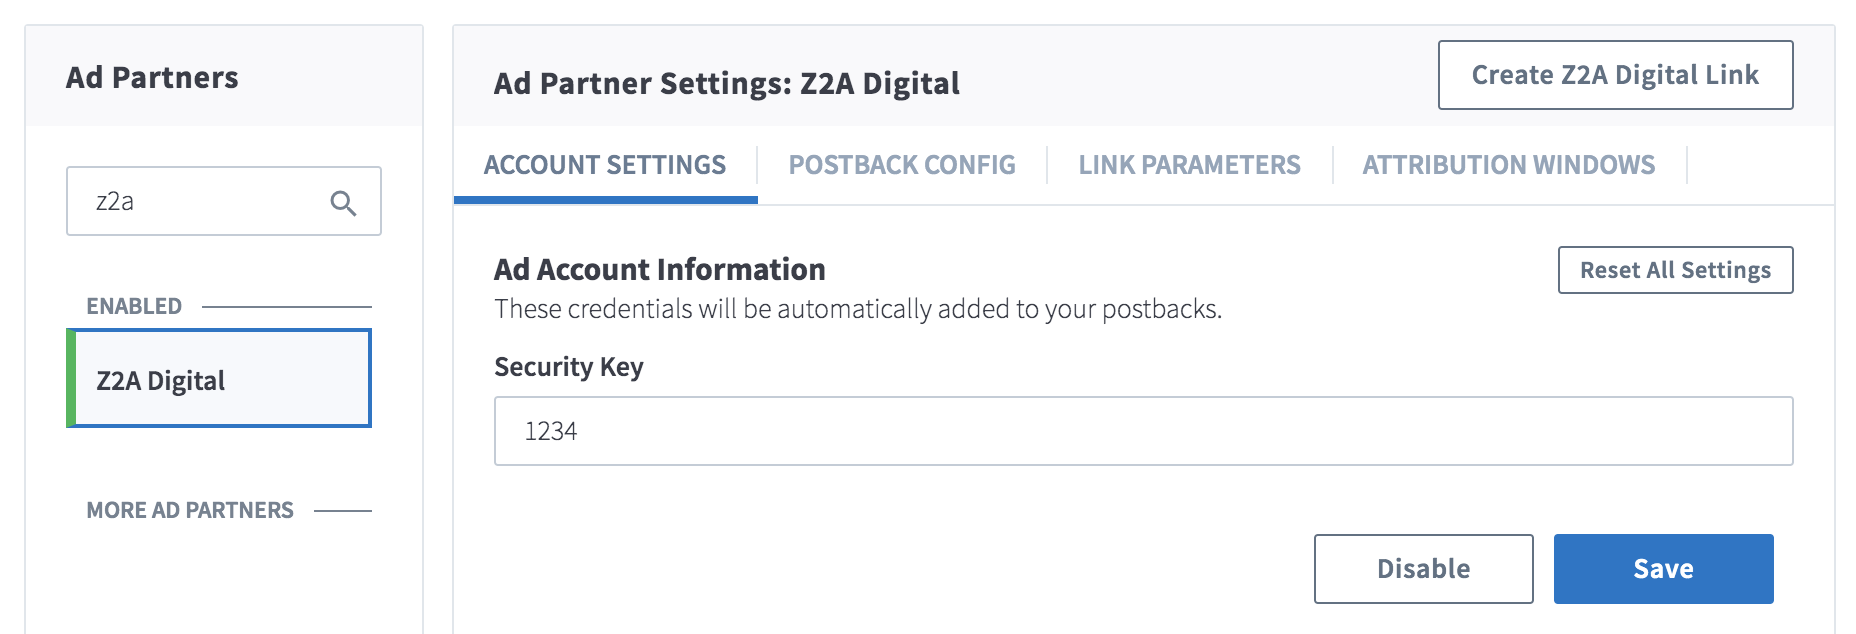 Ad Partners
z2a
ENABLED
Z2A Digital
MORE AD PARTNERS
Ad Partner Settings: Z2A Digital
Create Z2A Digital Link
ACCOUNT SETTINGS
POSTBACK CONFIG
LINK PARAMETERS
ATTRIBUTION WINDOWS
Ad Account Information
Reset All Settings
These credentials will be automatically added to your postbacks.
Security Key
1234
Disable
Save